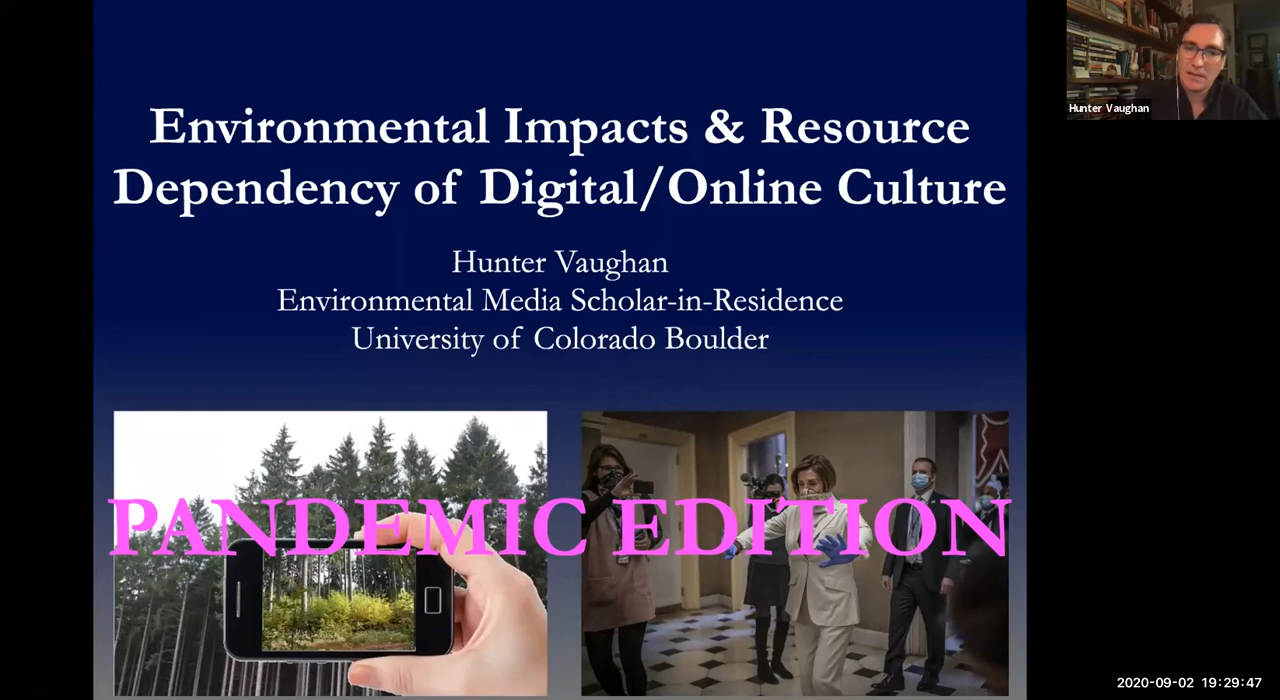 Environmental Impacts & Resource
Dependency of Digital/Online Culture
Hunter Vaughan
Environmental Media Scholar-in-Residence
University of Colorado Boulder
PANDEMIC EDITION
Hunter Vaughan
2020-09-02 19:29:47